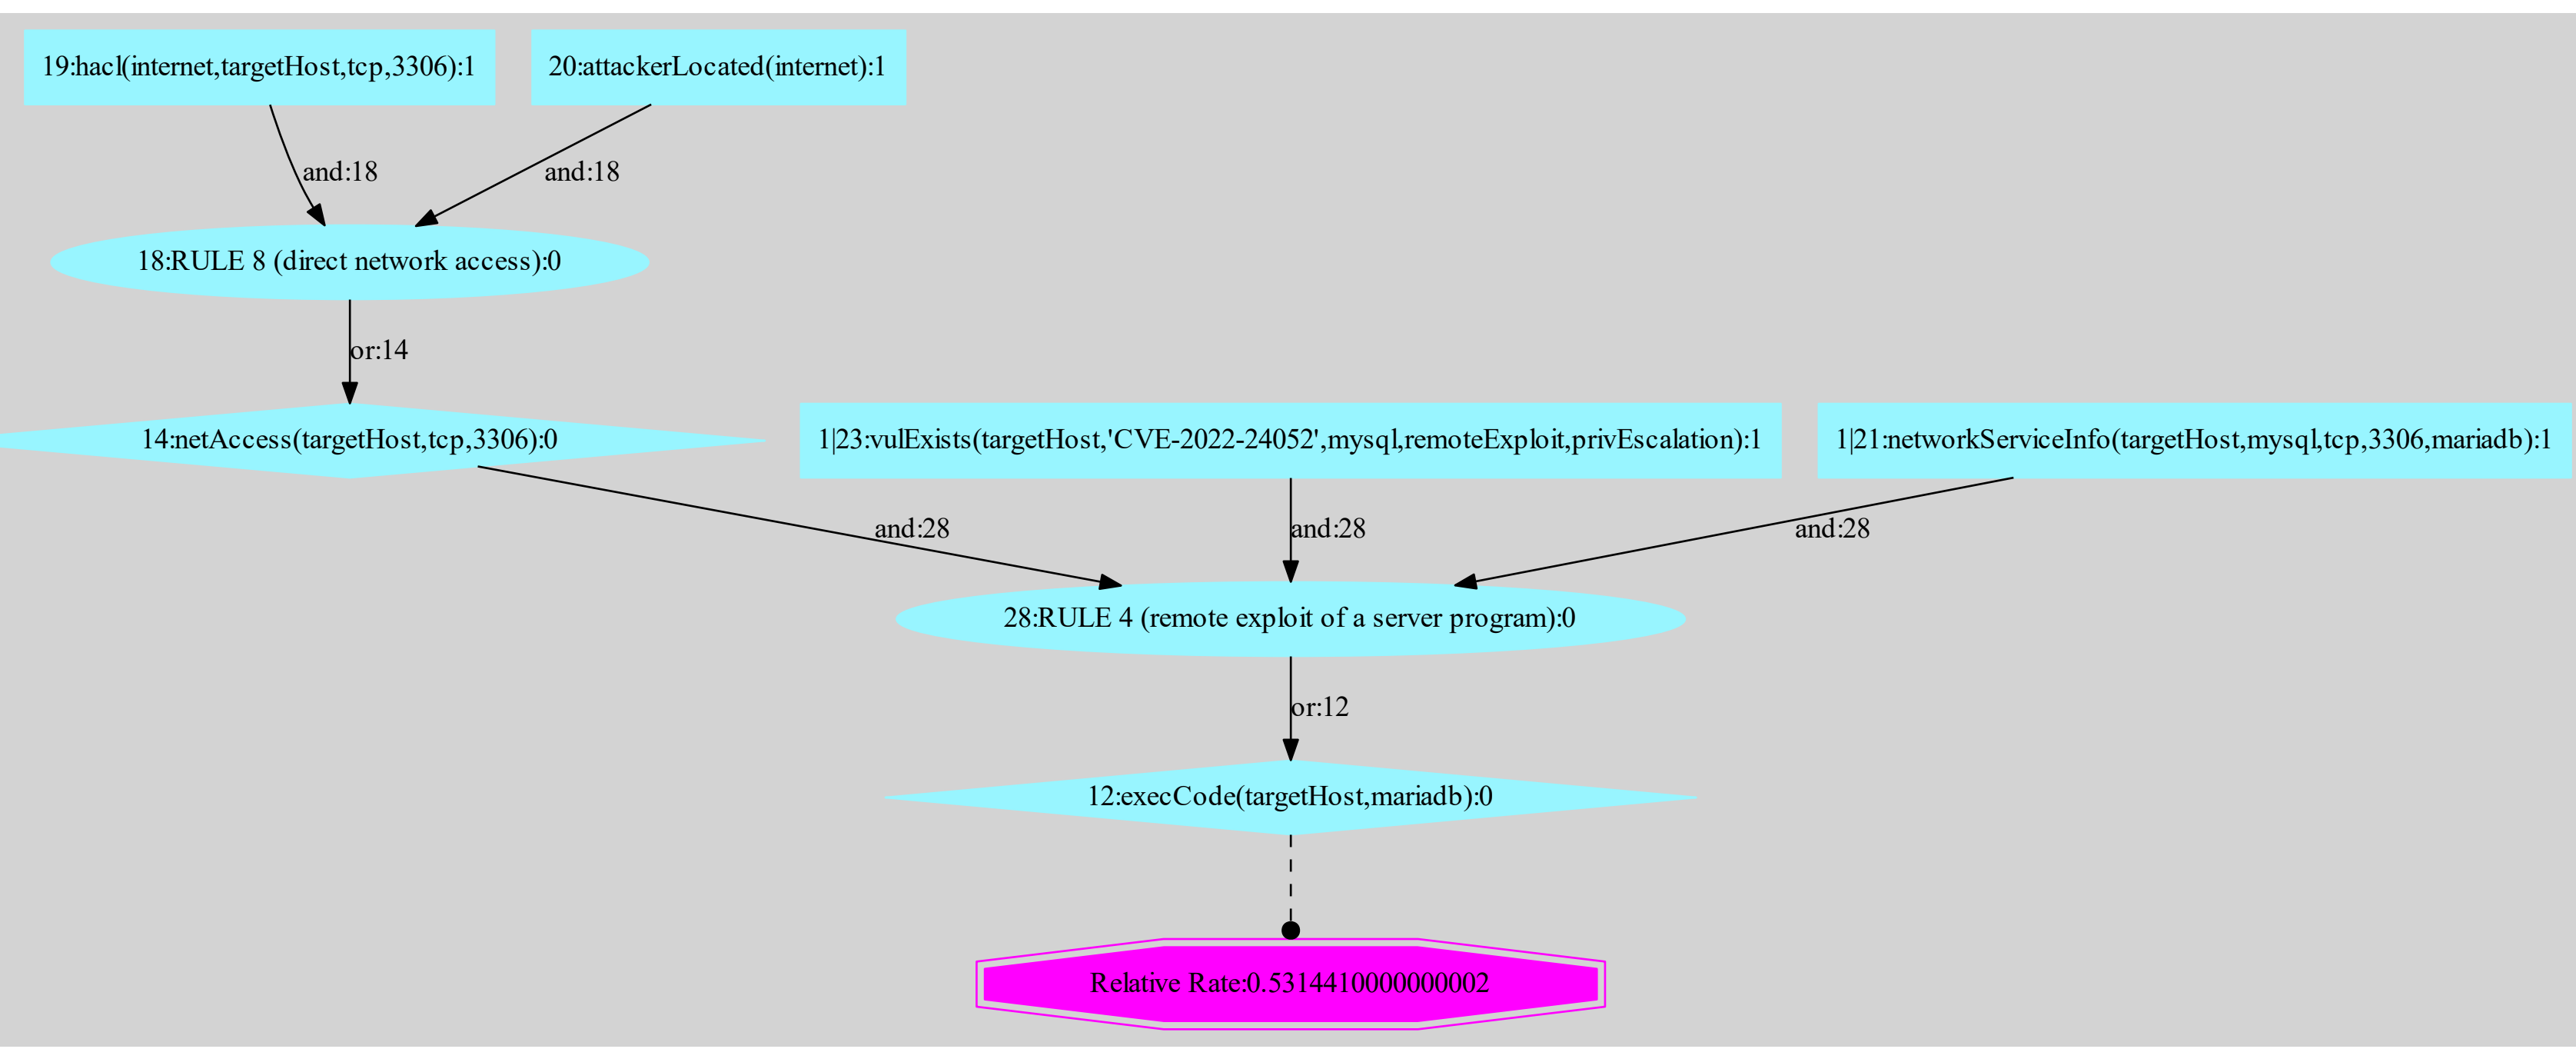 19:hacl(internet,targetHost,tcp,3306):1
20:attackerLocated(internet):1
and:18
and:18
18:RULE 8 (direct network access):0
or:14
14:netAccess(targetHost,tcp,3306):0
1|23:vulExists(targetHost,'CVE-2022-24052',mysql,remoteExploit,privEscalation):1
1|21:networkServiceInfo(targetHost,mysql,tcp,3306,mariadb):1
and:28
and:28
and:28
28:RULE 4 (remote exploit of a server program):0
or:12
12:execCode(targetHost,mariadb):0
Relative Rate:0.5314410000000002